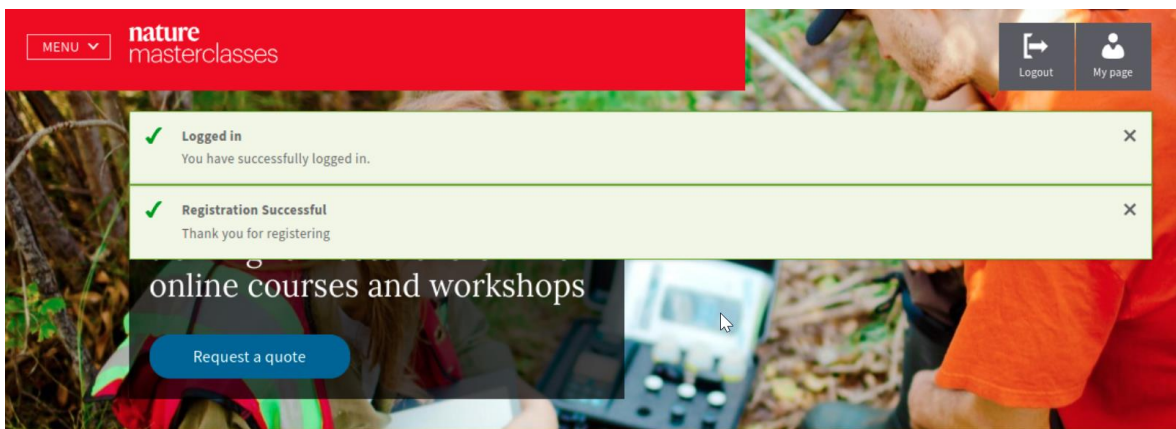 MENU
nature
masterclasses
Logout
My page
Logged in
You have successfully logged in.
Registration Successful
Thank you for registering
online courses and workshops
Request a quote